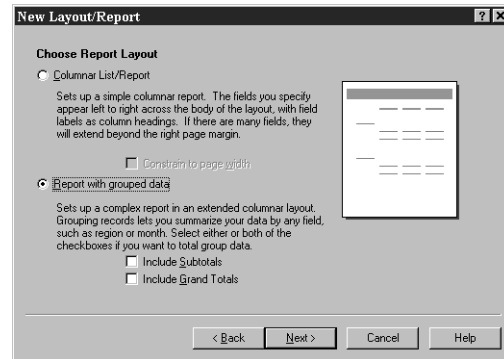 New Layout/Report
Choose Report Layout
Columnar List/Report
Sets up a simple columnar report. The fields you specify
appear left to right across the body of the layout, with field
labels as column headings. If there are many fields, they
will extend beyond the right page margin.
Constrain to page width
Report with grouped data
Sets up a complex report in an extended columnar layout.
Grouping records lets you summarize your data by any field,
such as region or month. Select either or both of the
checkboxes if you want to total group data.
Include Subtotals
Include Grand Totals
< Back
Next >
Cancel
Help